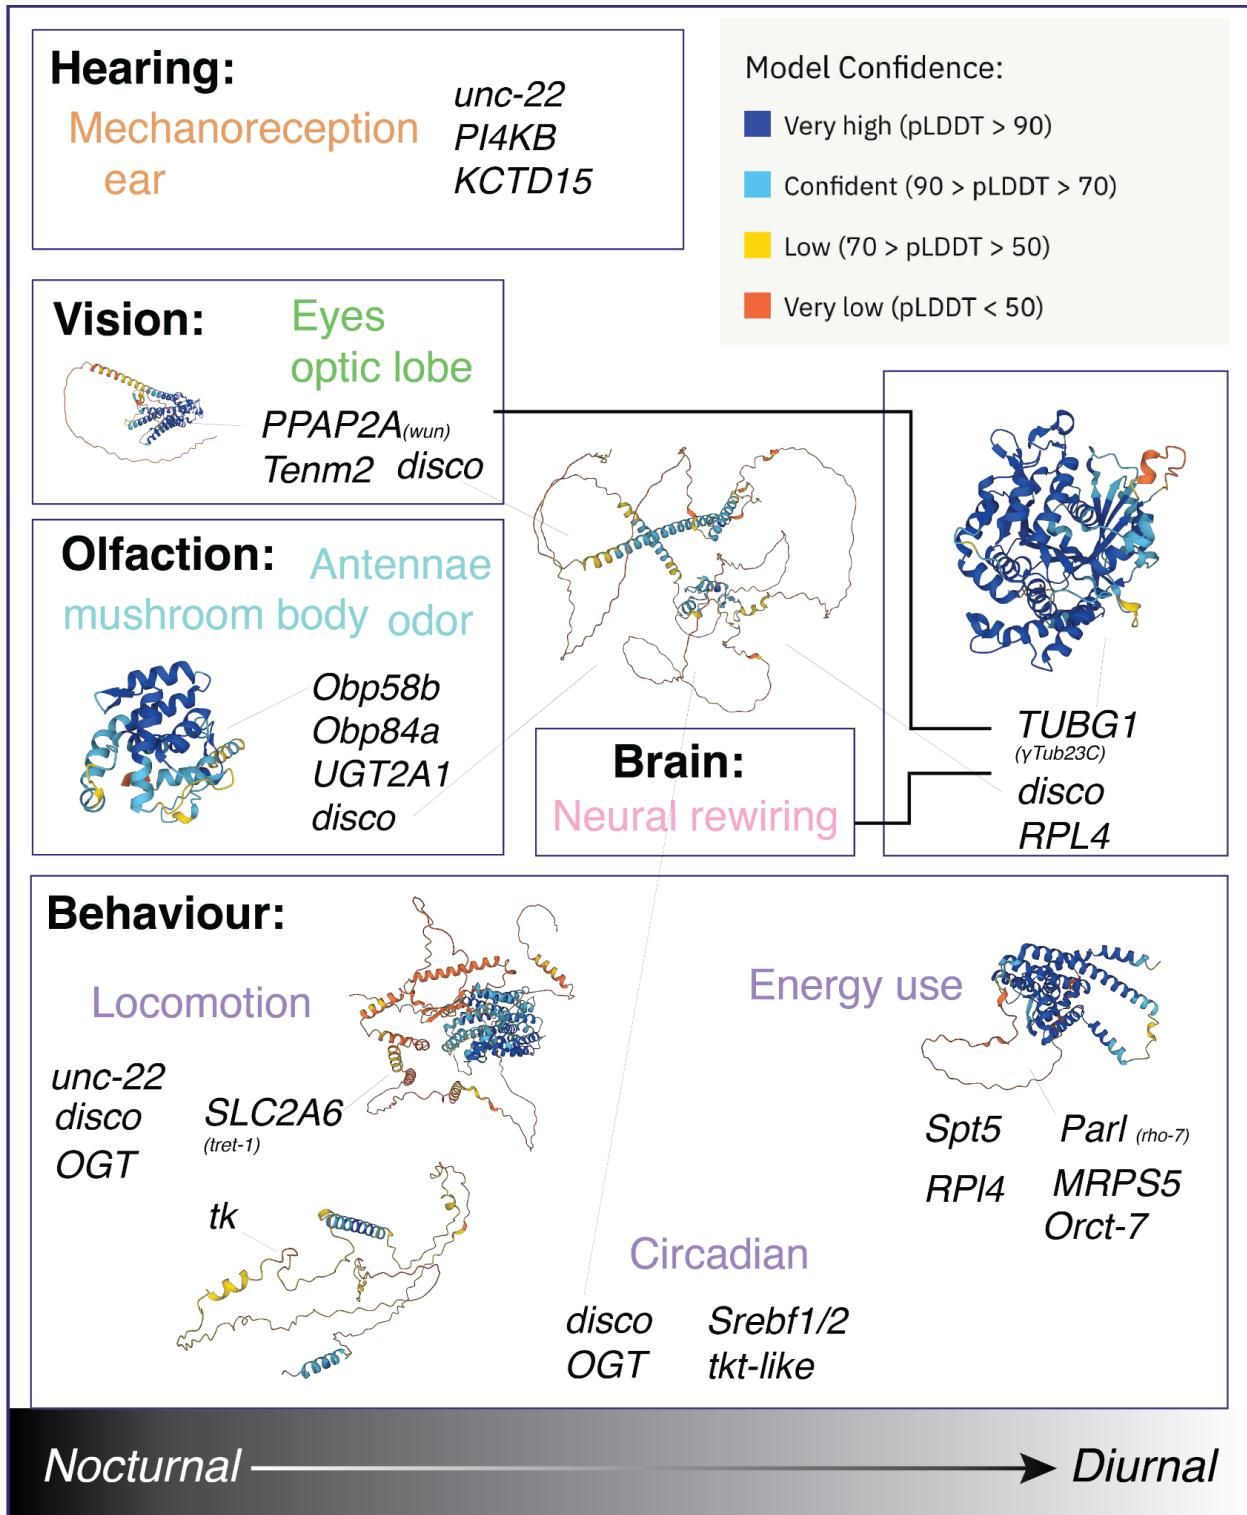 Hearing:
Mechanoreception
ear
unc-22
PI4KB
KCTD15
Model Confidence:
Very high (pLDDT > 90)
Confident (90 > pLDDT > 70)
Low (70 > pLDDT > 50)
Very low (pLDDT < 50)
Vision:
Eyes
optic lobe
PPAP2A (wun)
Tenm2 disco
Olfaction:
Antennae
mushroom body odor
Obp58b
Obp84a
UGT2A1
disco
Brain:
Neural rewiring
TUBG1
(γTub23C)
disco
RPL4
Behaviour:
Locomotion
unc-22
disco
OGT
SLC2A6
(tret-1)
tk
Energy use
Spt5
Parl (rho-7)
RPl4
MRPS5
Orct-7
Circadian
disco
Srebf1/2
OGT
tkt-like
Nocturnal
Diurnal